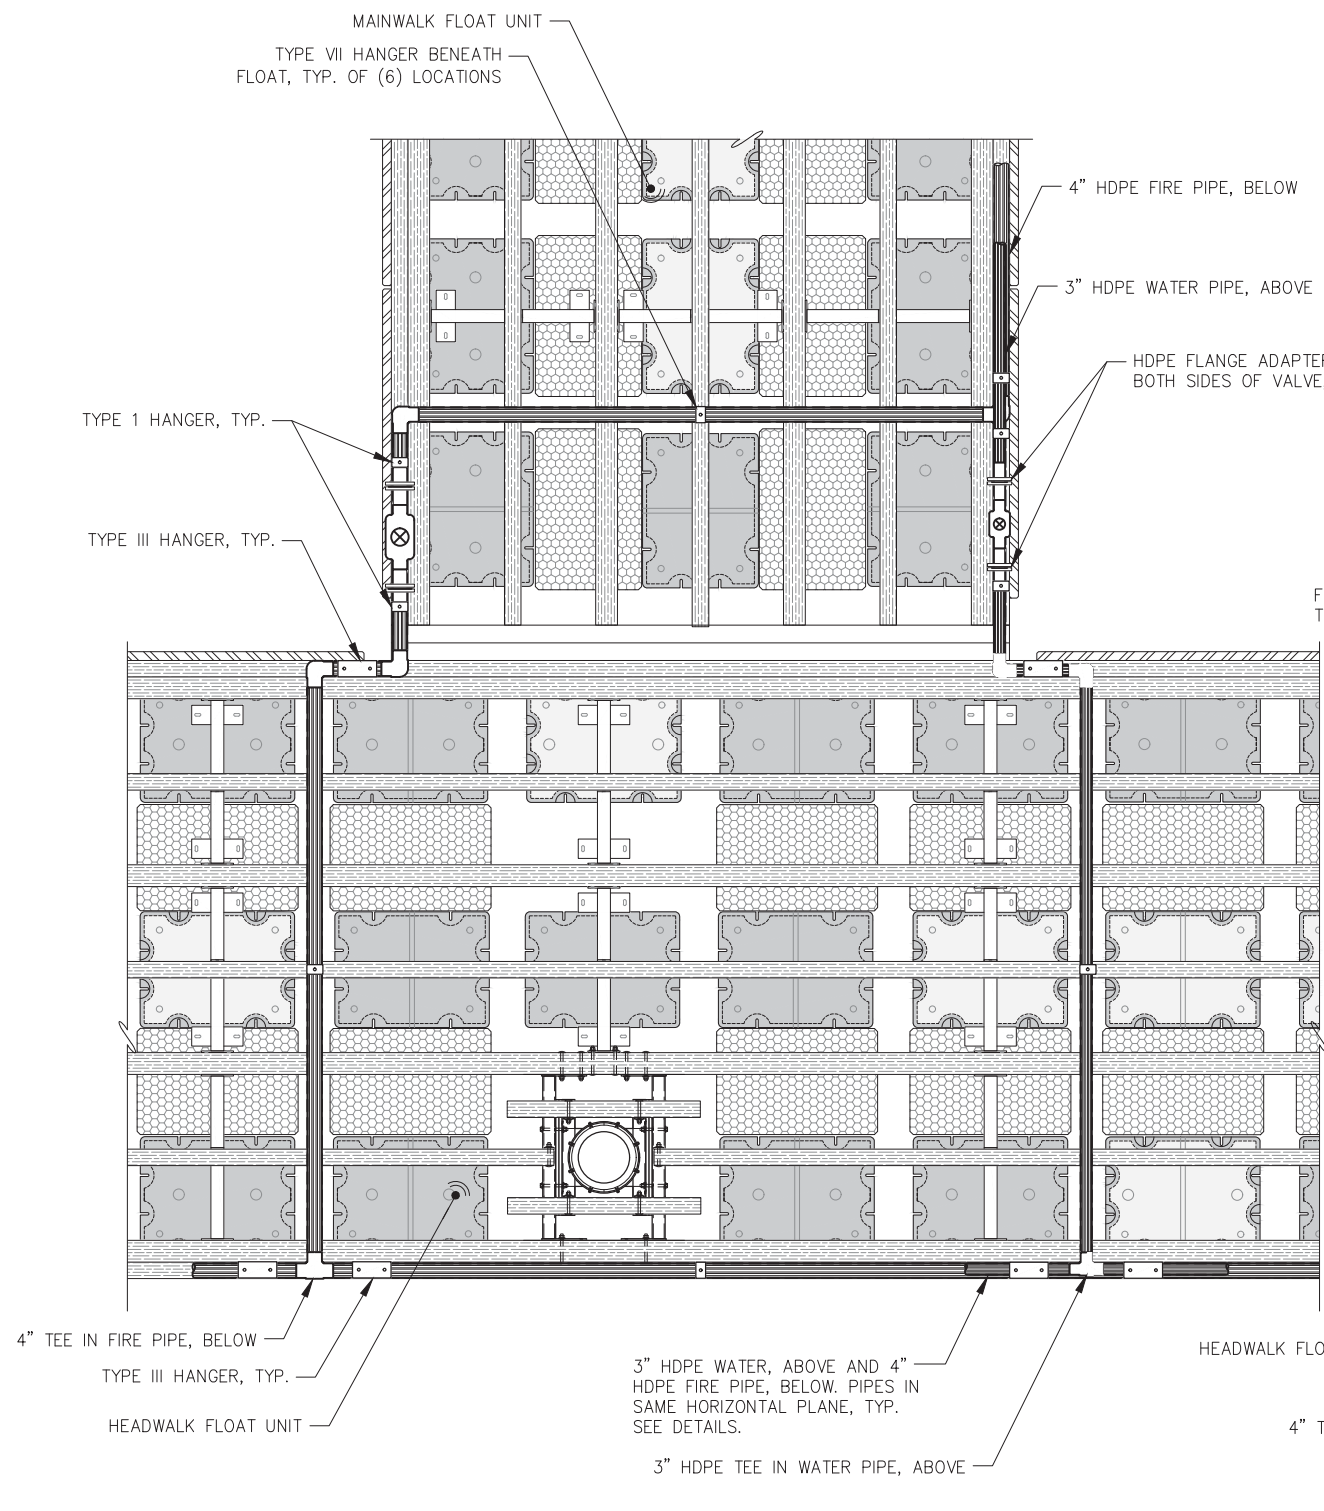 MAINWALK FLOAT UNIT
TYPE VII HANGER BENEATH
FLOAT, TYP. OF (6) LOCATIONS
4” HDPE FIRE PIPE, BELOW
3” HDPE WATER PIPE, ABOVE
HDPE FLANGE ADAPTER
BOTH SIDES OF VALVE
TYPE 1 HANGER, TYP.
TYPE III HANGER, TYP.
F
T
4” TEE IN FIRE PIPE, BELOW
TYPE III HANGER, TYP.
HEADWALK FLOAT UNIT
3” HDPE WATER, ABOVE AND 4”
HDPE FIRE PIPE, BELOW. PIPES IN
SAME HORIZONTAL PLANE, TYP.
SEE DETAILS.
3” HDPE TEE IN WATER PIPE, ABOVE
HEADWALK FLO
4” T